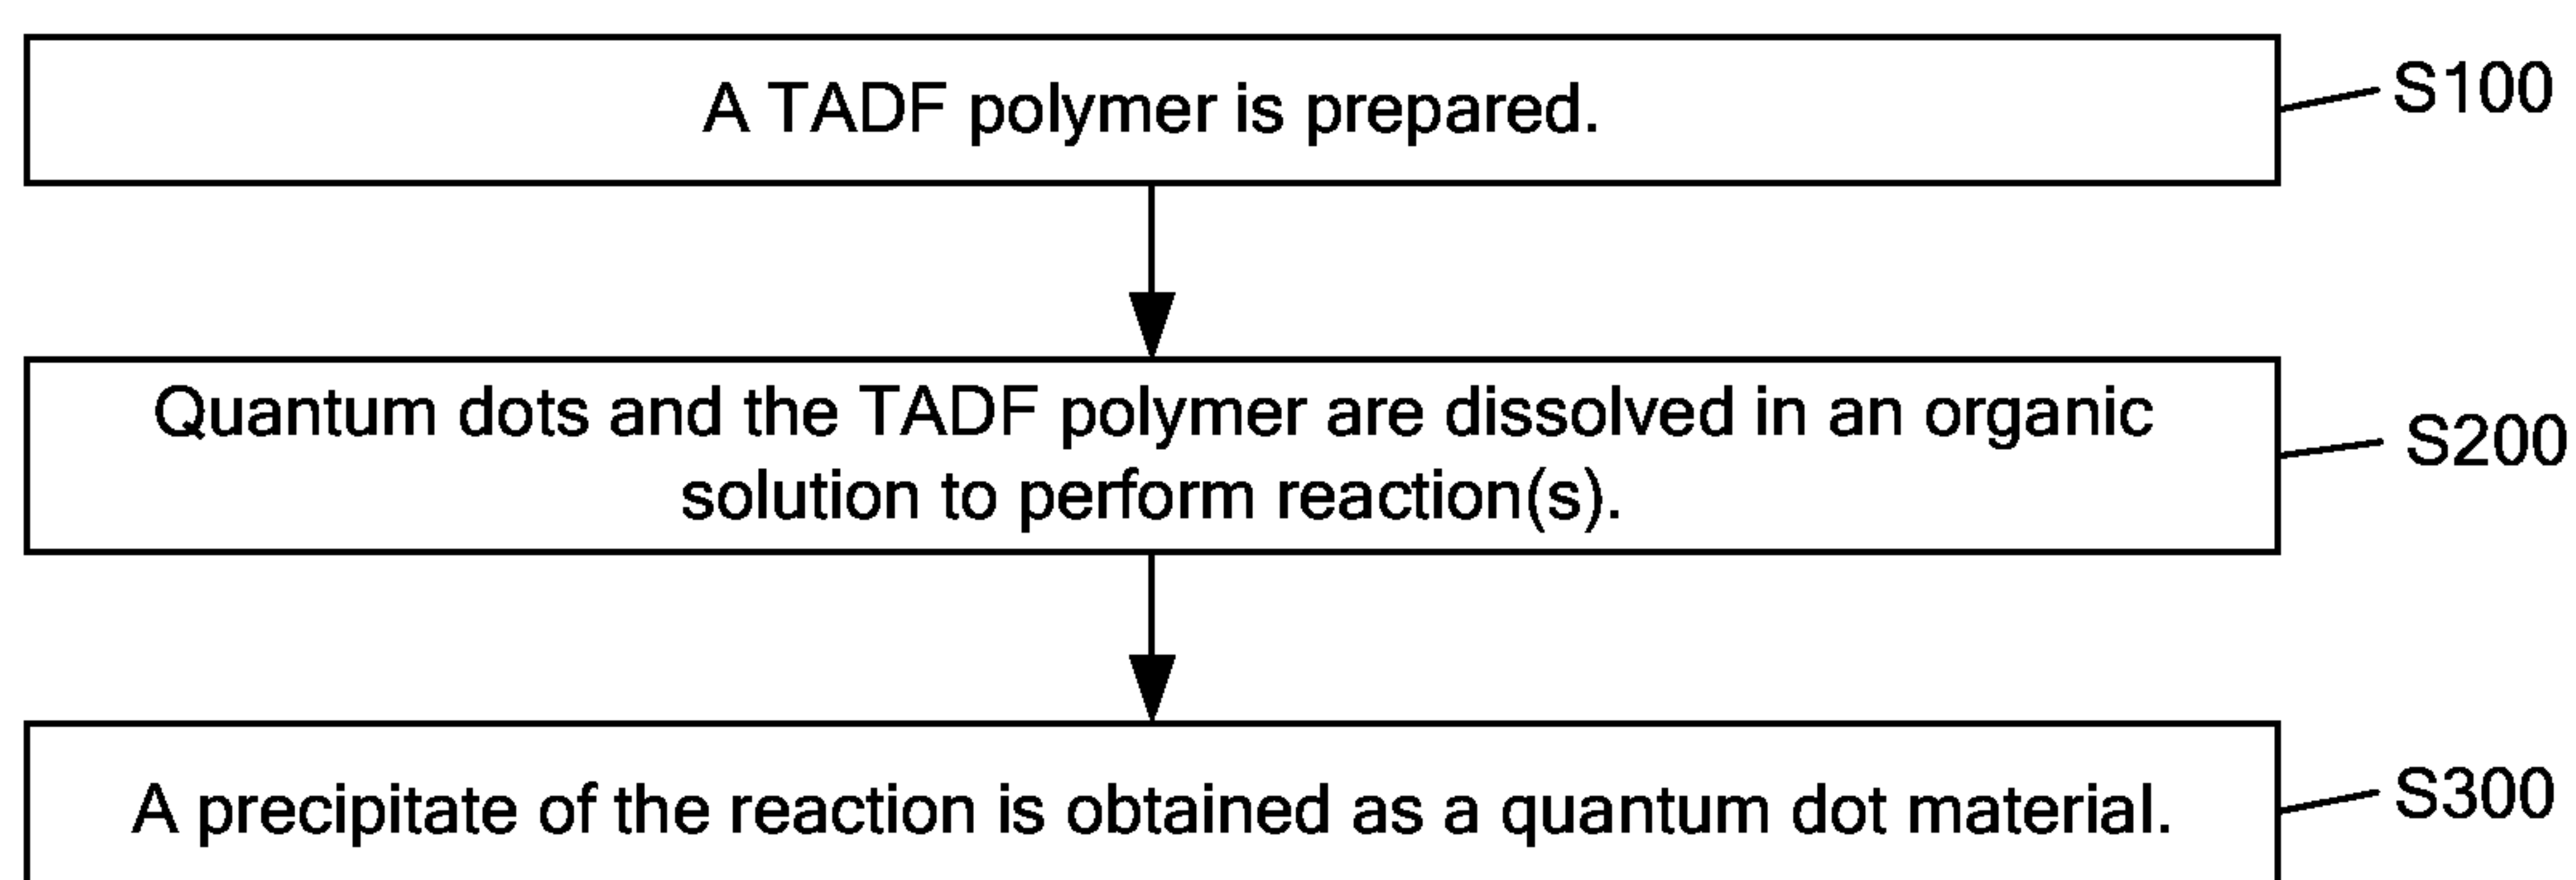 A TADF polymer is prepared.
S100
Quantum dots and the TADF polymer are dissolved in an organic
solution to perform reaction(s).
S200
A precipitate of the reaction is obtained as a quantum dot material.
S300